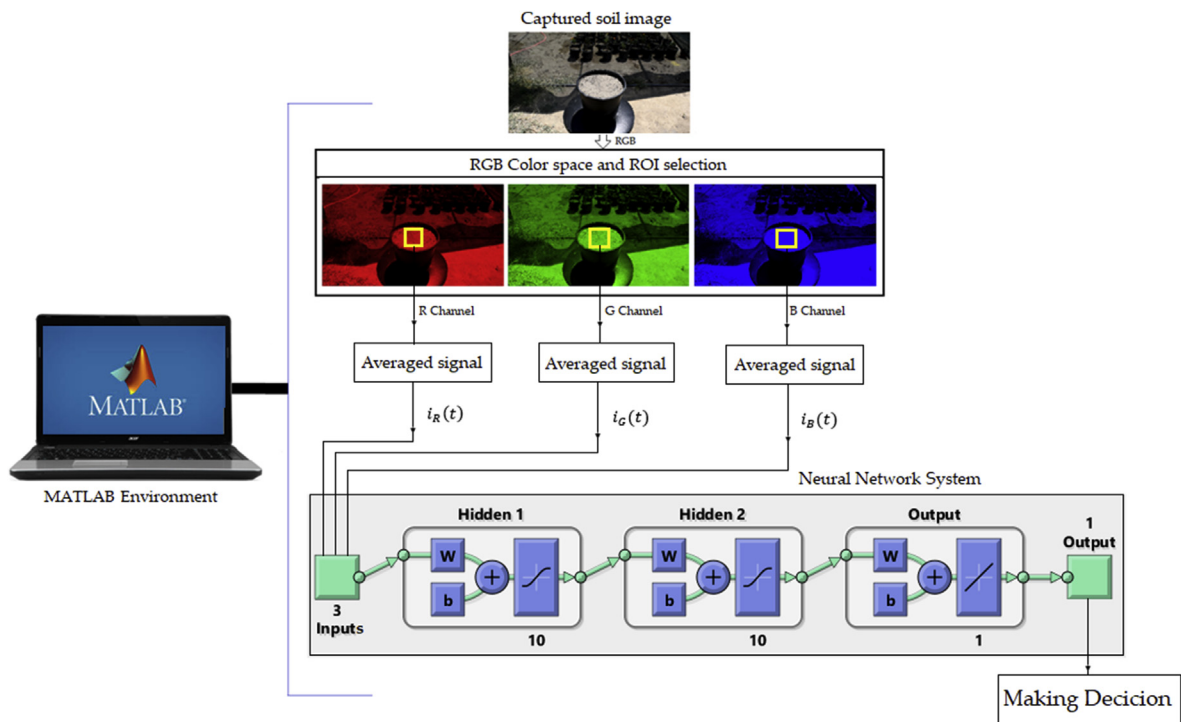 Captured soil image
RGB
RGB Color space and ROI selection
R Channel
G Channel
B Channel
Averaged signal
Averaged signal
Averaged signal
i_R(t)
i_G(t)
i_B(t)
MATLAB®
acer
MATLAB Environment
Neural Network System
Hidden 1
Hidden 2
Output
1
Output
W
b
+
W
b
+
W
b
+
3
Inputs
10
10
1
Making Decicion